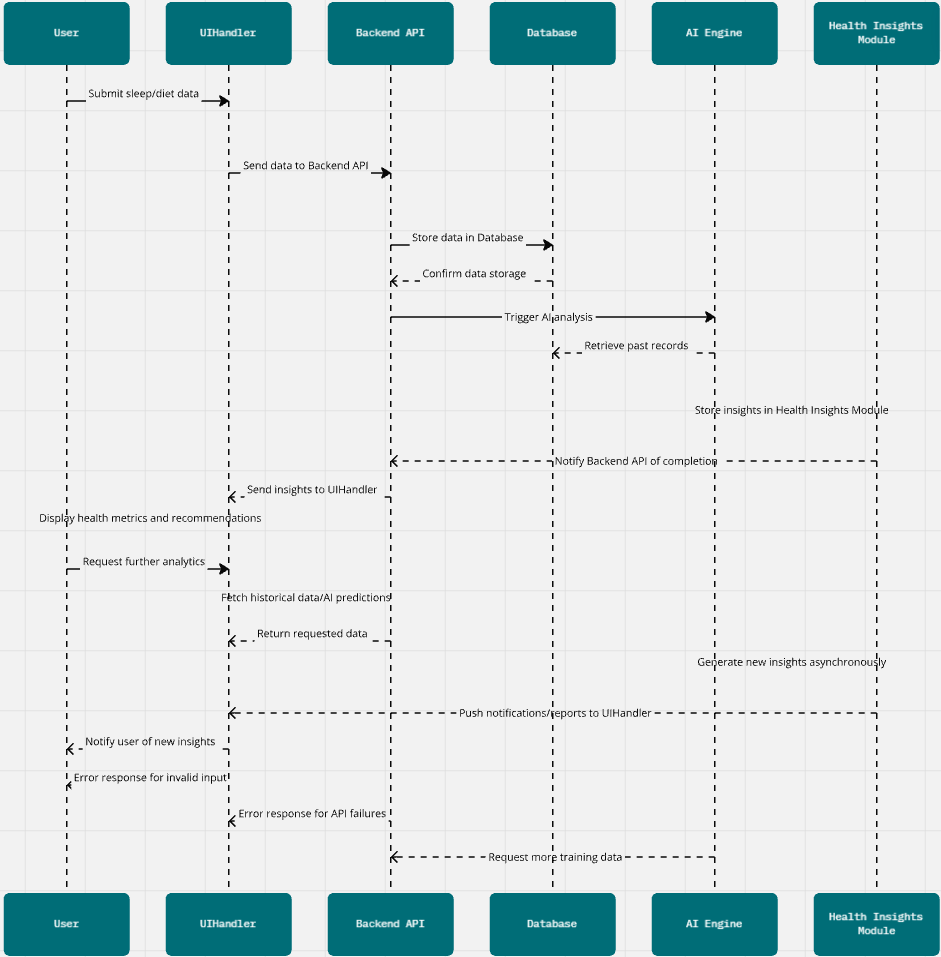 User
UIHandler
Backend API
Database
AI Engine
Health Insights
Module
Submit sleep/diet data
Send data to Backend API
Store data in Database
Confirm data storage
Trigger AI analysis
Retrieve past records
Store insights in Health Insights Module
Notify Backend API of completion
Send insights to UIHandler
Display health metrics and recommendations
Request further analytics
Fetch historical data/AI predictions
Return requested data
Generate new insights asynchronously
Push notifications/reports to UIHandler
Notify user of new insights
Error response for invalid input
Error response for API failures
Request more training data
User
UIHandler
Backend API
Database
AI Engine
Health Insights
Module